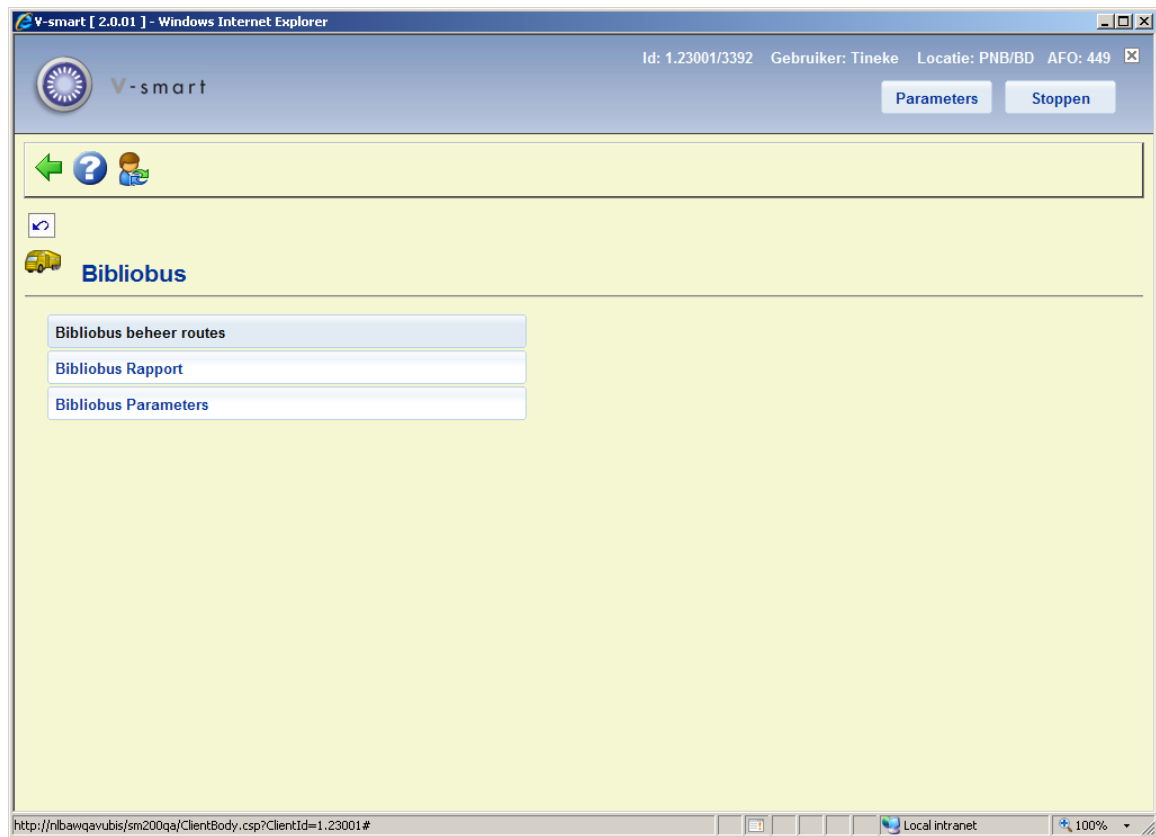 V-smart [ 2.0.01 ] - Windows Internet Explorer
Id: 1.23001/3392 Gebruiker: Tineke Locatie: PNB/BD AFO: 449
V-smart
Parameters Stoppen
Bibliobus
Bibliobus beheer routes
Bibliobus Rapport
Bibliobus Parameters
http://nlbawqavubis/sm200qa/ClientBody.csp?ClientId=1.23001# Local intranet 100%